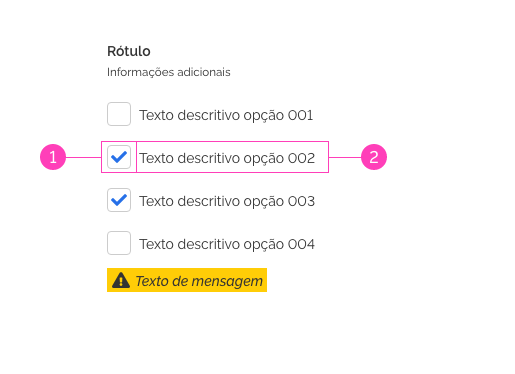 Rótulo
Informações adicionais
Texto descritivo opção 001
1 Texto descritivo opção 002 2
Texto descritivo opção 003
Texto descritivo opção 004
Texto de mensagem